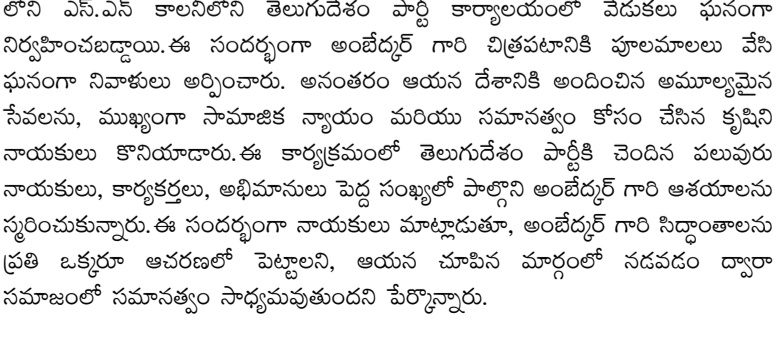 లోని ఎస్.ఎన్ కాలనీలోని తెలుగుదేశం పార్టీ కార్యాలయంలో వేడుకలు ఘనంగా
నిర్వహించబడ్డాయి.ఈ సందర్భంగా అంబేద్కర్ గారి చిత్రపటానికి పూలమాలలు వేసి
ఘనంగా నివాళులు అర్పించారు. అనంతరం ఆయన దేశానికి అందించిన అమూల్యమైన
సేవలను, ముఖ్యంగా సామాజిక న్యాయం మరియు సమానత్వం కోసం చేసిన కృషిని
నాయకులు కొనియాడారు.ఈ కార్యక్రమంలో తెలుగుదేశం పార్టీకి చెందిన పలువురు
నాయకులు, కార్యకర్తలు, అభిమానులు పెద్ద సంఖ్యలో పాల్గొని అంబేద్కర్ గారి ఆశయాలను
స్మరించుకున్నారు.ఈ సందర్భంగా నాయకులు మాట్లాడుతూ, అంబేద్కర్ గారి సిద్ధాంతాలను
ప్రతి ఒక్కరూ ఆచరణలో పెట్టాలని, ఆయన చూపిన మార్గంలో నడవడం ద్వారా
సమాజంలో సమానత్వం సాధ్యమవుతుందని పేర్కొన్నారు.